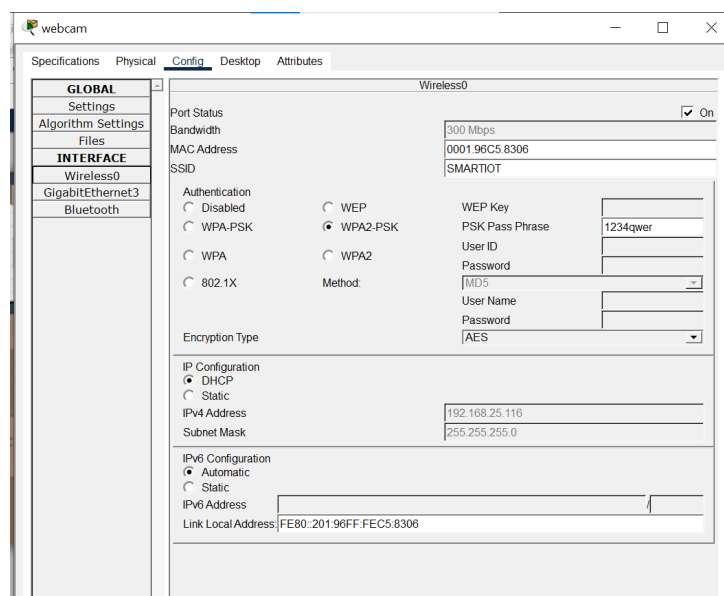 webcam
Specifications Physical Config Desktop Attributes
GLOBAL
Settings
Algorithm Settings
Files
INTERFACE
Wireless0
GigabitEthernet3
Bluetooth
Wireless0
Port Status On
Bandwidth 300 Mbps
MAC Address 0001.96C5.8306
SSID SMARTIOT
Authentication
Disabled WEP WEP Key
WPA-PSK WPA2-PSK PSK Pass Phrase 1234qwer
User ID
WPA WPA2
Password
802.1X Method: MD5
User Name
Password
Encryption Type AES
IP Configuration
DHCP
Static
IPv4 Address 192.168.25.116
Subnet Mask 255.255.255.0
IPv6 Configuration
Automatic
Static
IPv6 Address /
Link Local Address: FE80::201:96FF:FEC5:8306